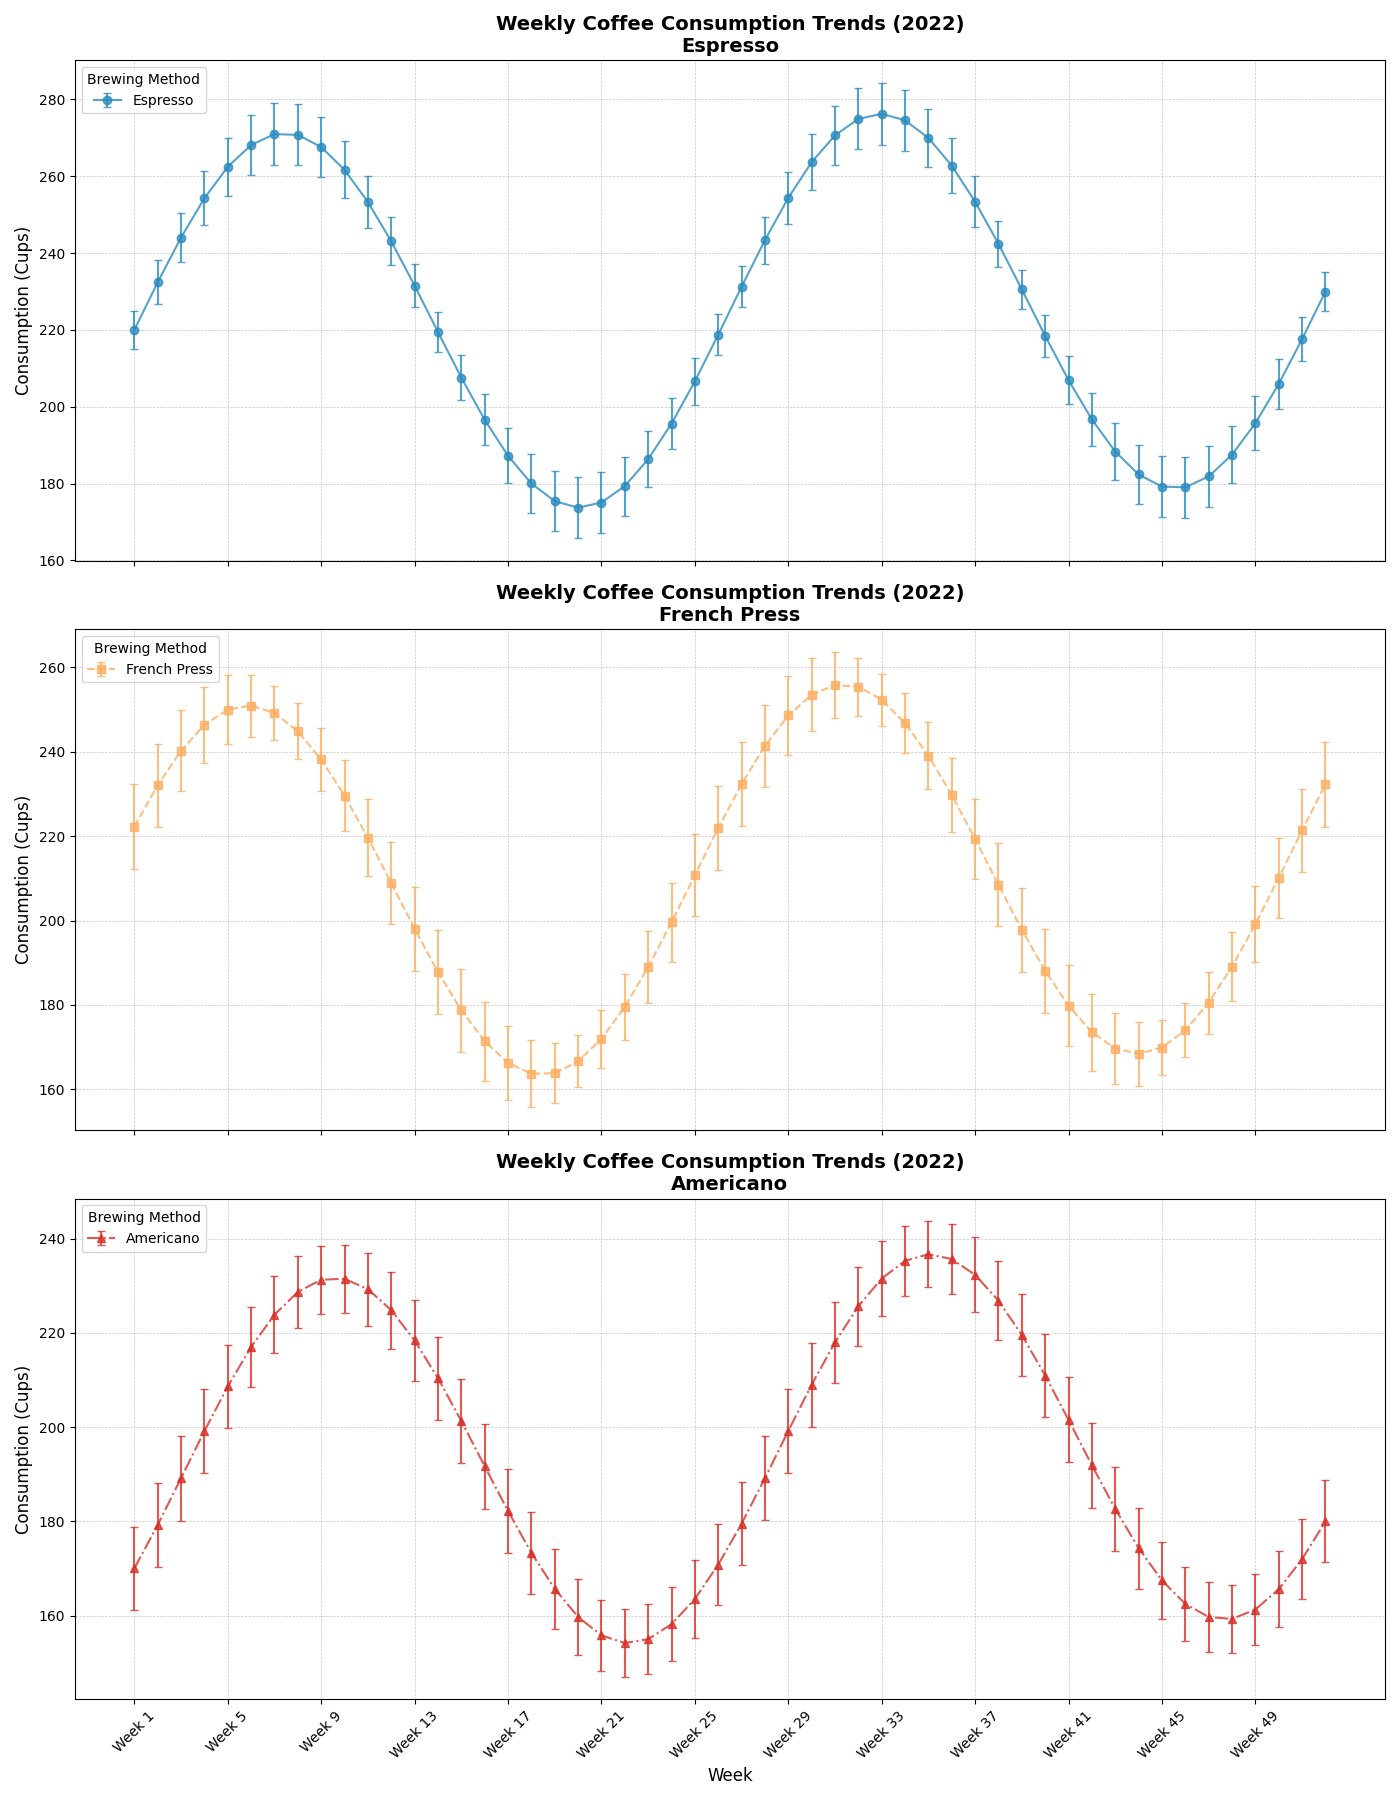 Weekly Coffee Consumption Trends (2022)
Espresso
Brewing Method
Espresso
Consumption (Cups)
280
260
240
220
200
180
160
Weekly Coffee Consumption Trends (2022)
French Press
Brewing Method
French Press
Consumption (Cups)
260
240
220
200
180
160
Weekly Coffee Consumption Trends (2022)
Americano
Brewing Method
Americano
Consumption (Cups)
240
220
200
180
160
Week 1
Week 5
Week 9
Week 13
Week 17
Week 21
Week 25
Week 29
Week 33
Week 37
Week 41
Week 45
Week 49
Week